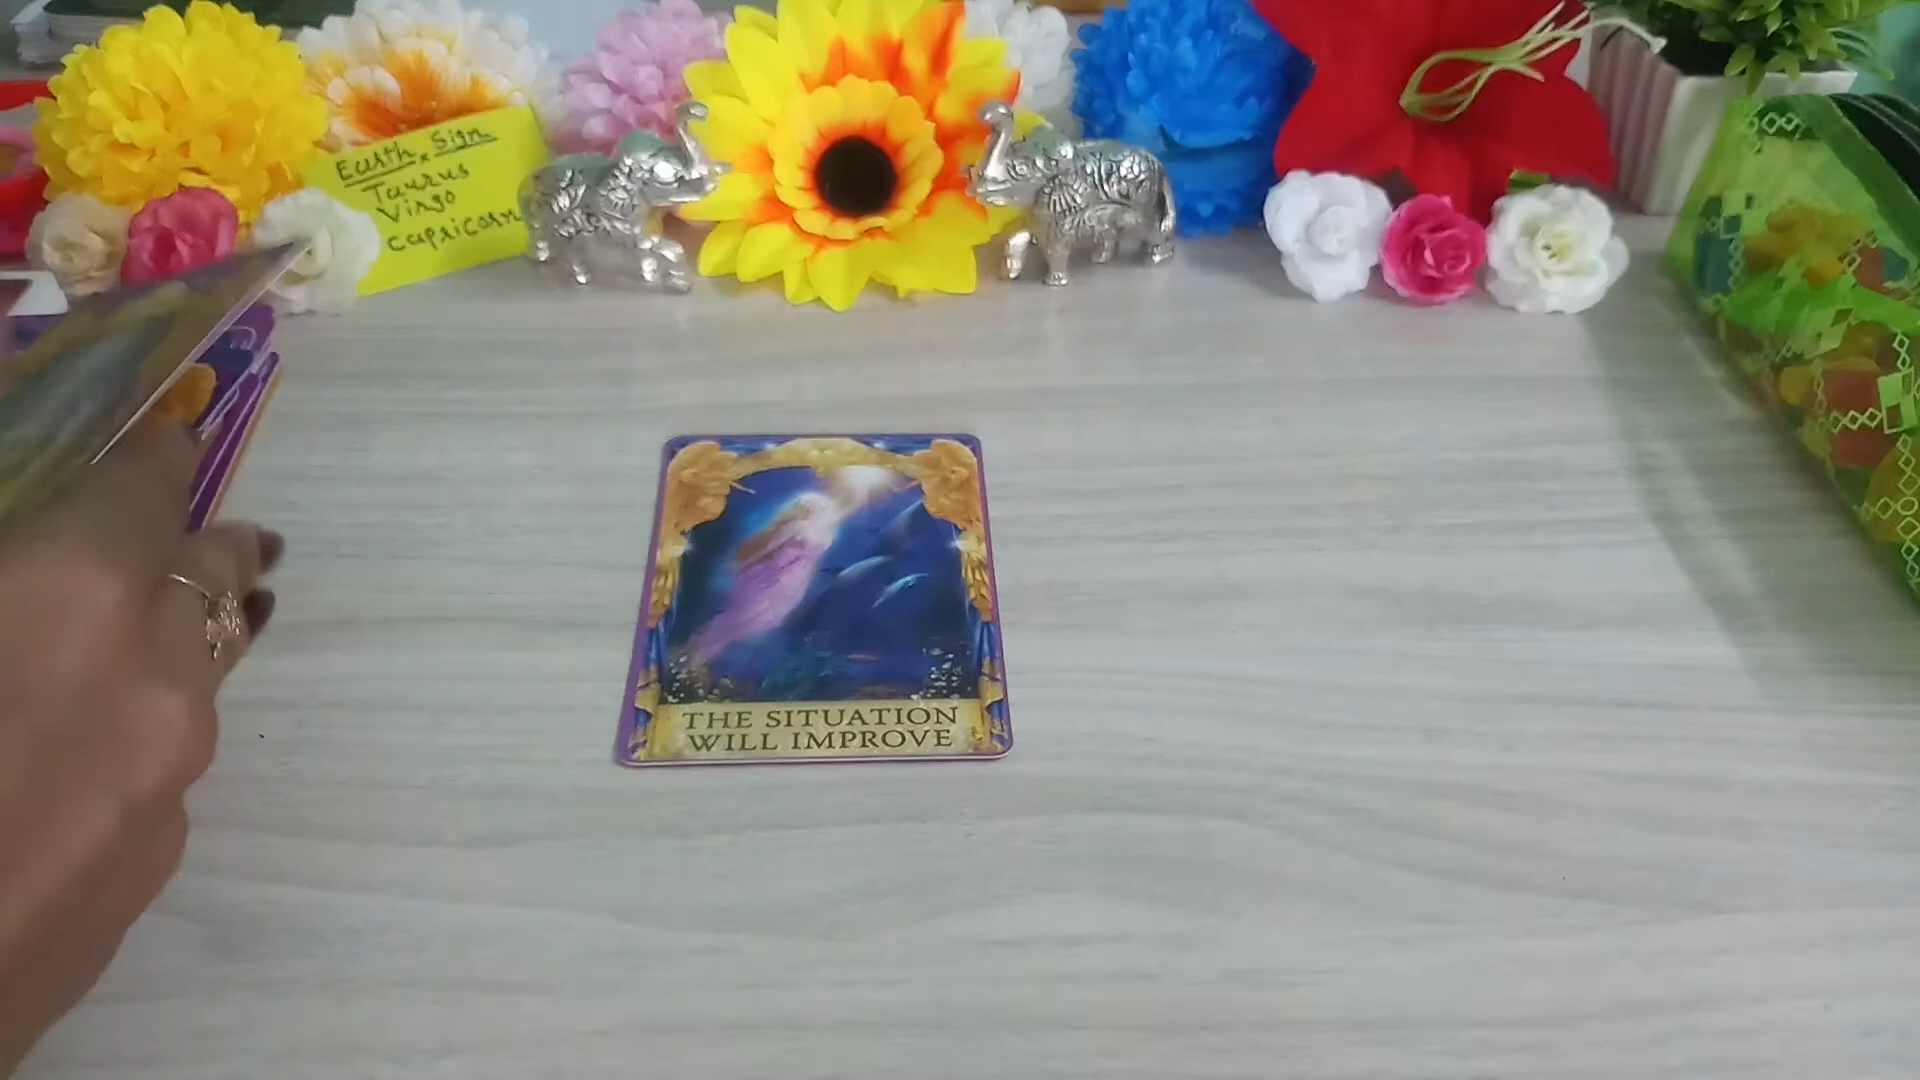 Earth Sign
Taurus
Virgo
Capricorn
THE SITUATION
WILL IMPROVE